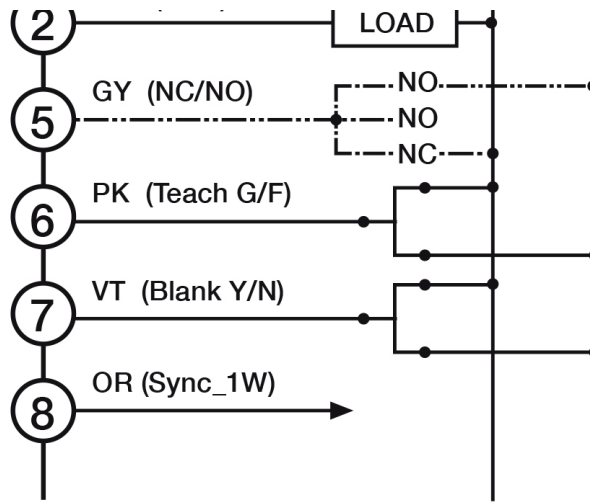 2
LOAD
GY (NC/NO)
NO
5
NO
NC
PK (Teach G/F)
6
VT (Blank Y/N)
7
OR (Sync_1W)
8